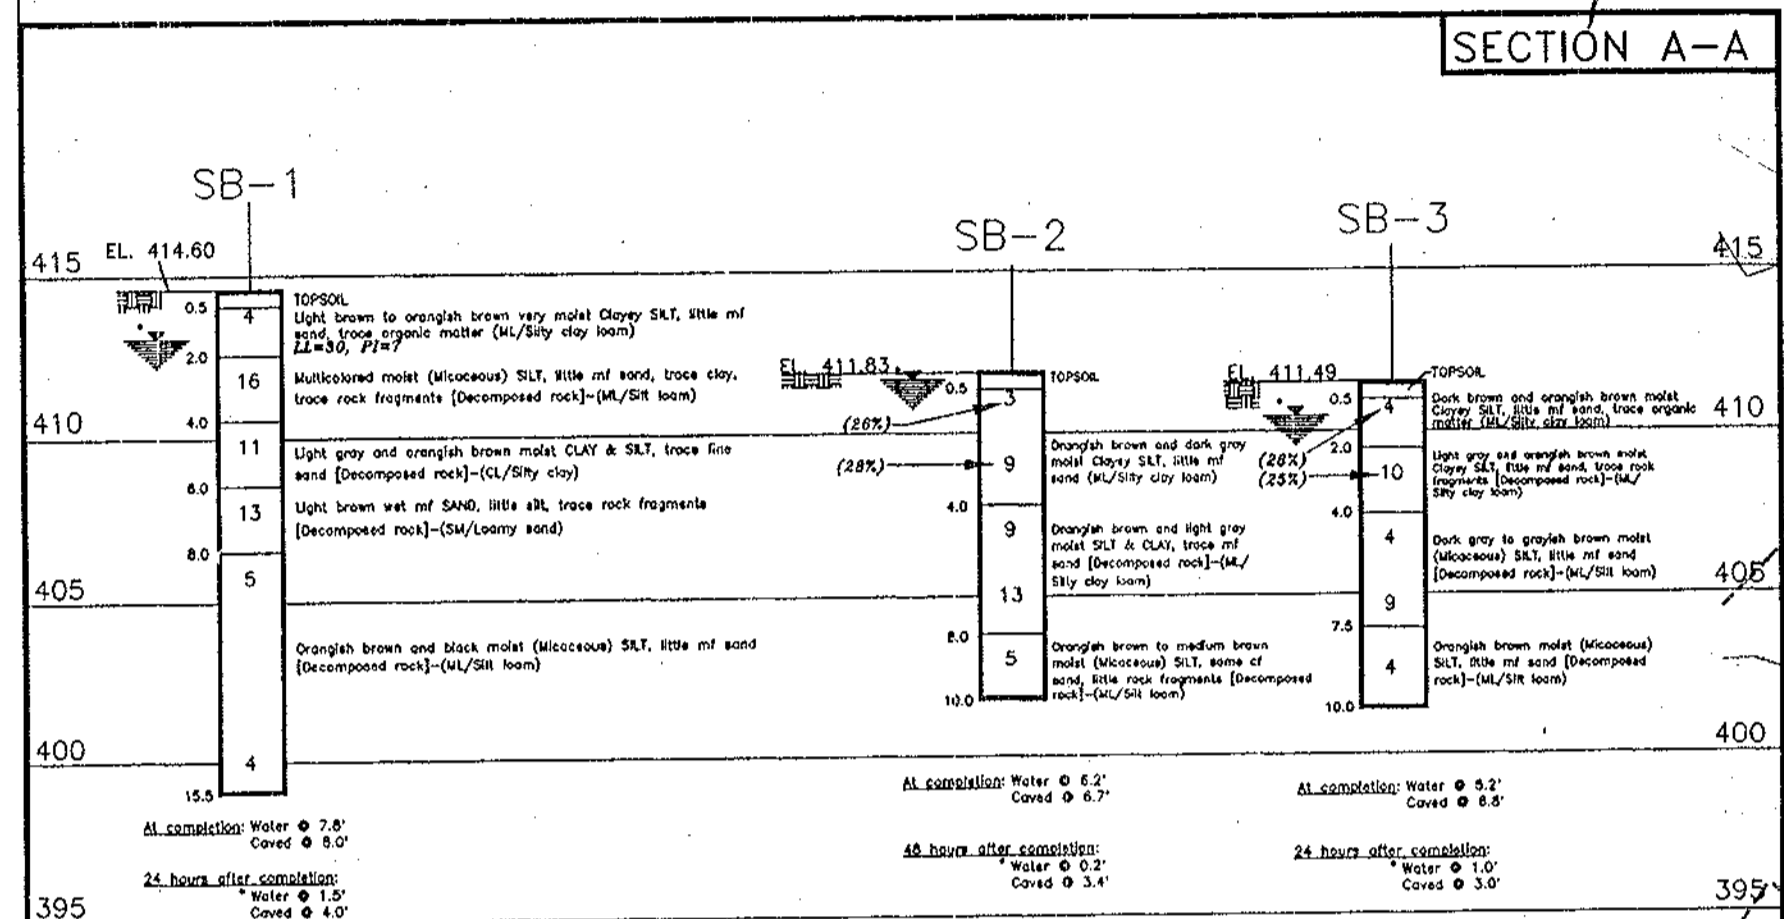 SECTION A-A
SB-1
SB-2
SB-3
415
EL. 414.60
415
0.5
4
TOPSOIL
Light brown to orangish brown very moist Clayey SILT, little mf
sand, trace organic matter (ML/Silty clay loam)
LL=30, PI=7
2.0
16
Multicolored moist (Micaceous) SILT, little mf sand, trace clay,
trace rock fragments [Decomposed rock]-(ML/Silt loam)
4.0
410
11
Light gray and orangish brown moist CLAY & SILT, trace fine
sand [Decomposed rock]-(CL/Silty clay)
6.0
13
Light brown wet mf SAND, little silt, trace rock fragments
[Decomposed rock]-(SM/Loamy sand)
8.0
5
405
Orangish brown and black moist (Micaceous) SILT, little mf sand
[Decomposed rock]-(ML/Silt loam)
400
4
15.5
At completion: Water @ 7.8'
Caved @ 8.0'
24 hours after completion:
* Water @ 1.5'
Caved @ 4.0'
395
EL. 411.83
TOPSOIL
0.5
3
(26%)
(28%)
9
Orangish brown and dark gray
moist Clayey SILT, little mf
sand (ML/Silty clay loam)
4.0
9
Orangish brown and light gray
moist SILT & CLAY, trace mf
sand [Decomposed rock]-(ML/
Silty clay loam)
13
8.0
5
Orangish brown to medium brown
moist (Micaceous) SILT, some cf
sand, little rock fragments [Decomposed
rock]-(ML/Silt loam)
10.0
At completion: Water @ 6.2'
Caved @ 6.7'
48 hours after completion:
* Water @ 0.2'
Caved @ 3.4'
EL. 411.49
TOPSOIL
0.5
4
Dark brown and orangish brown moist
Clayey SILT, little mf sand, trace organic
matter (ML/Silty clay loam)
410
2.0
(28%)
(25%)
10
Light gray and orangish brown moist
Clayey SILT, little mf sand, trace rock
fragments [Decomposed rock]-(ML/
Silty clay loam)
4.0
4
Dark gray to grayish brown moist
(Micaceous) SILT, little mf sand
[Decomposed rock]-(ML/Silt loam)
405
9
7.5
4
Orangish brown moist (Micaceous)
SILT, little mf sand [Decomposed
rock]-(ML/Silt loam)
10.0
400
At completion: Water @ 5.2'
Caved @ 6.8'
24 hours after completion:
* Water @ 1.0'
Caved @ 3.0'
395